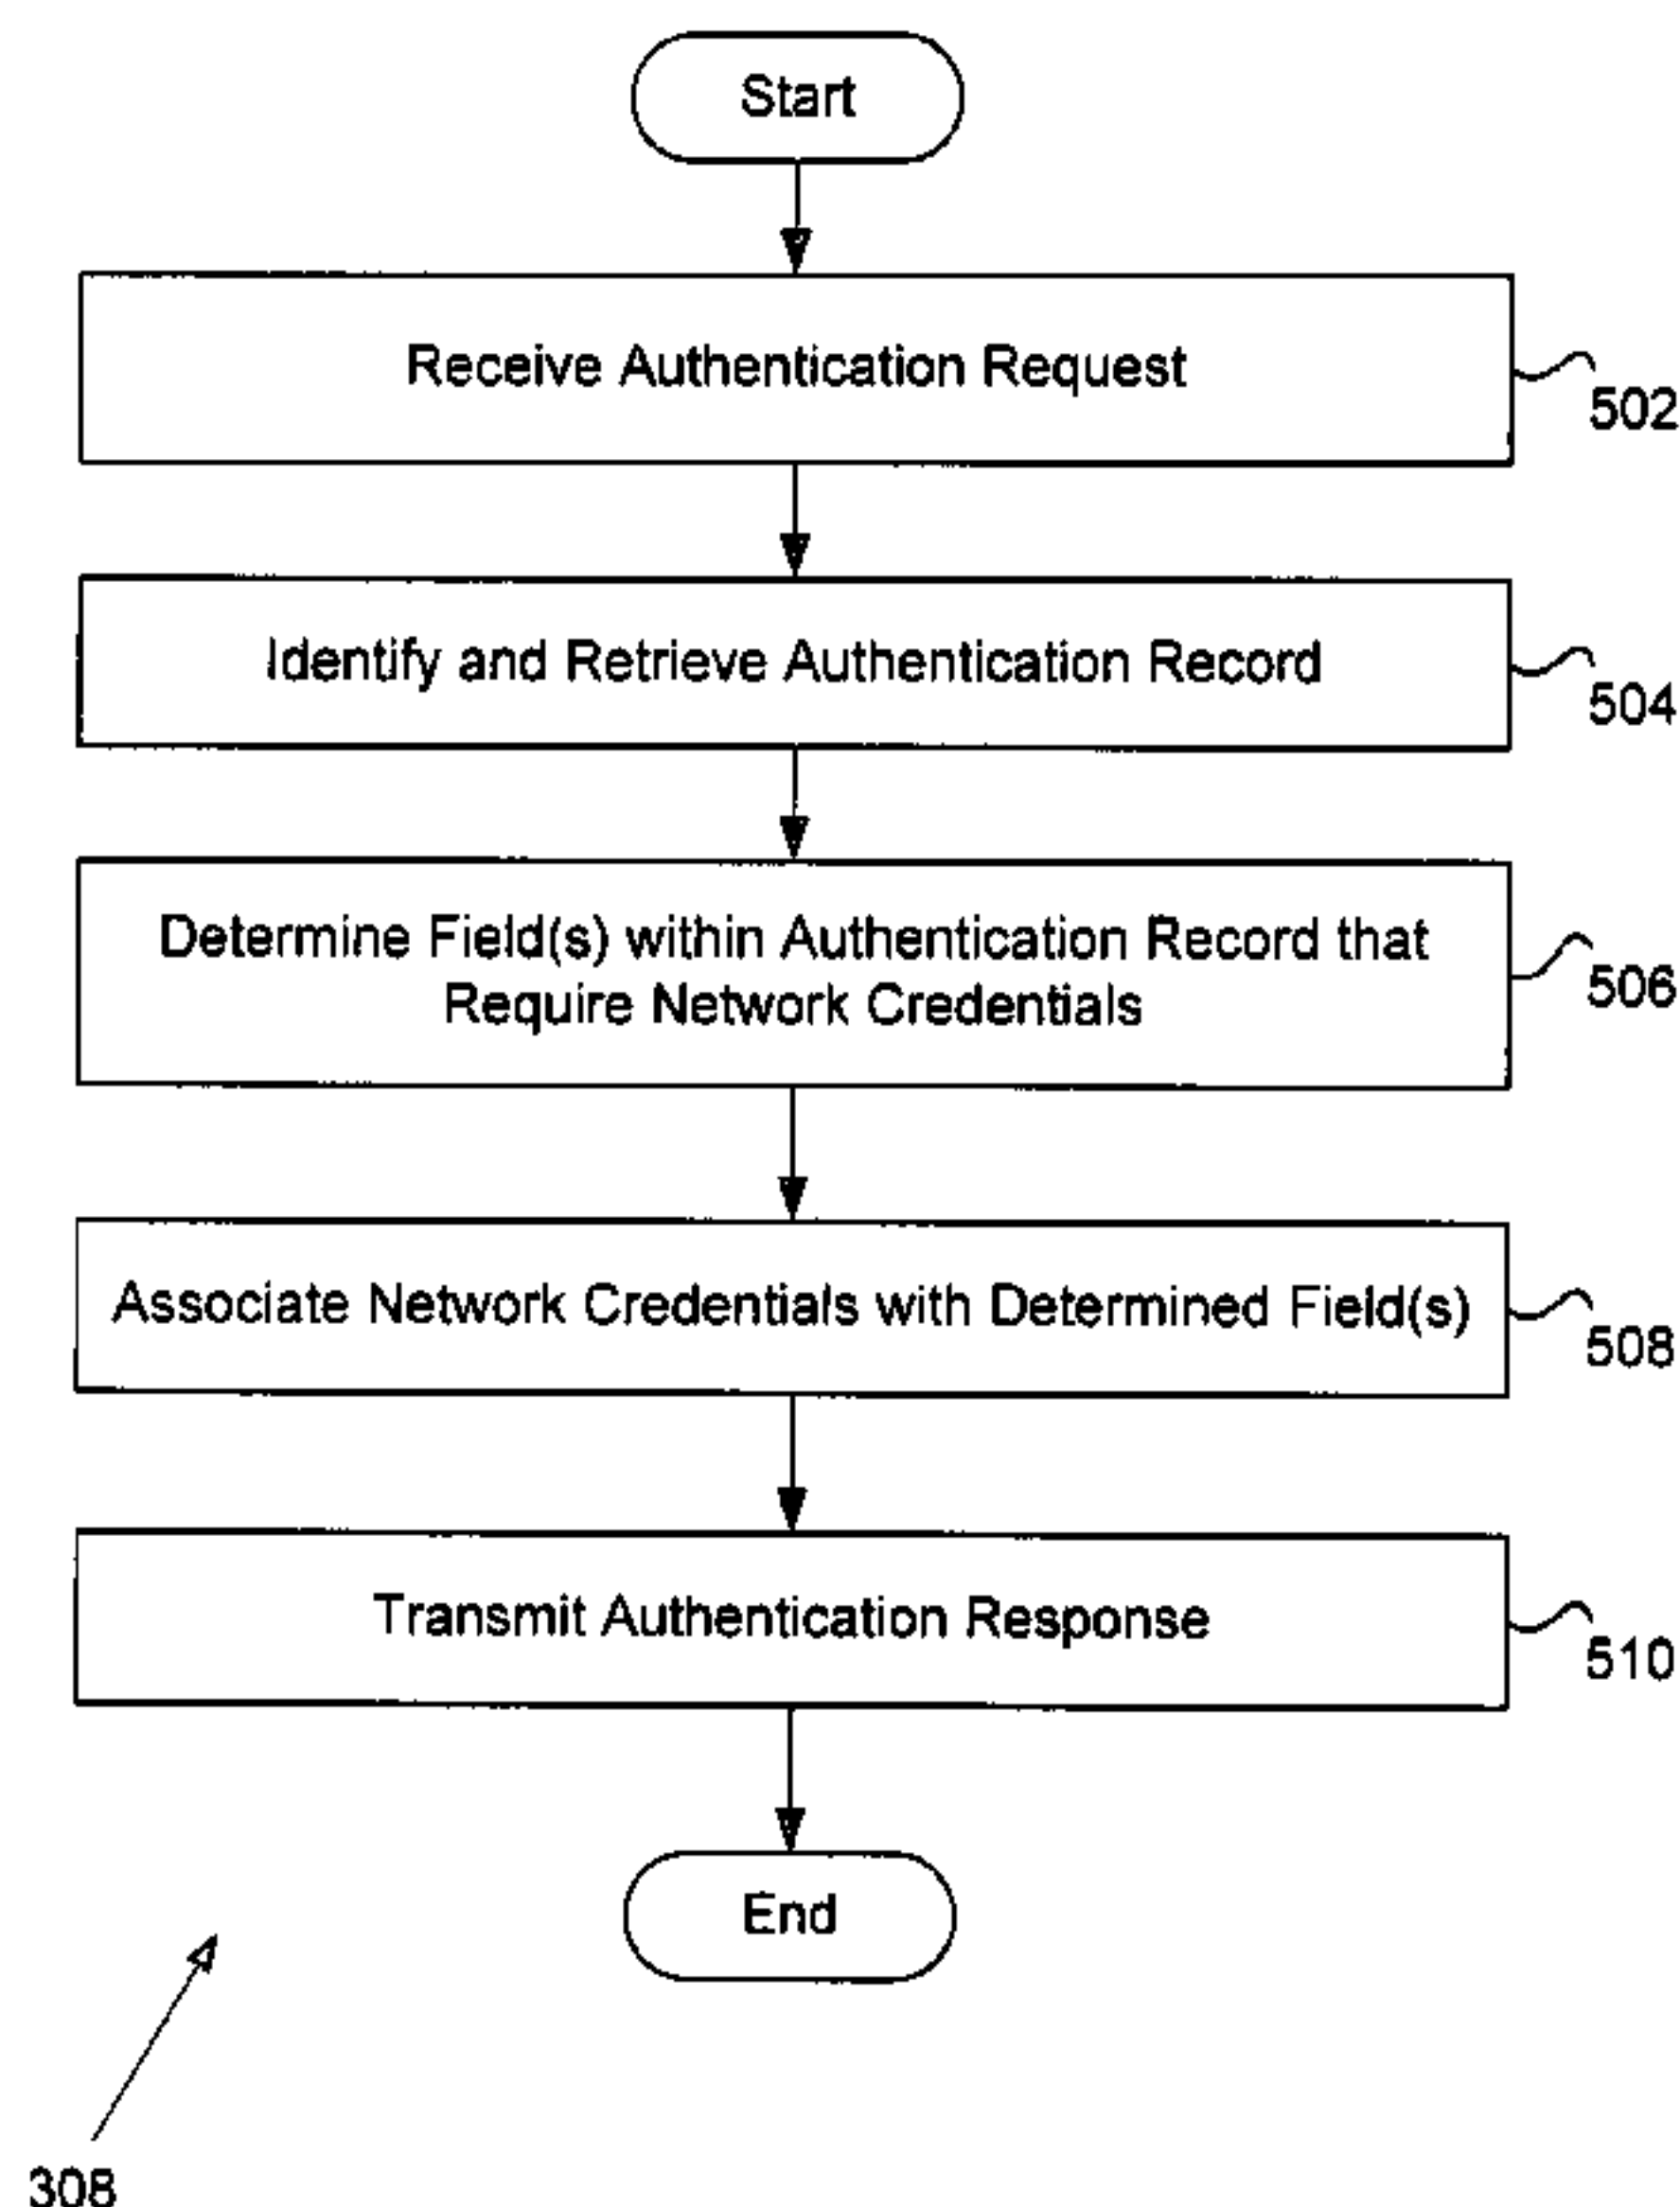 Start
Receive Authentication Request
502
Identify and Retrieve Authentication Record
504
Determine Field(s) within Authentication Record that
Require Network Credentials
506
Associate Network Credentials with Determined Field(s)
508
Transmit Authentication Response
510
End
308